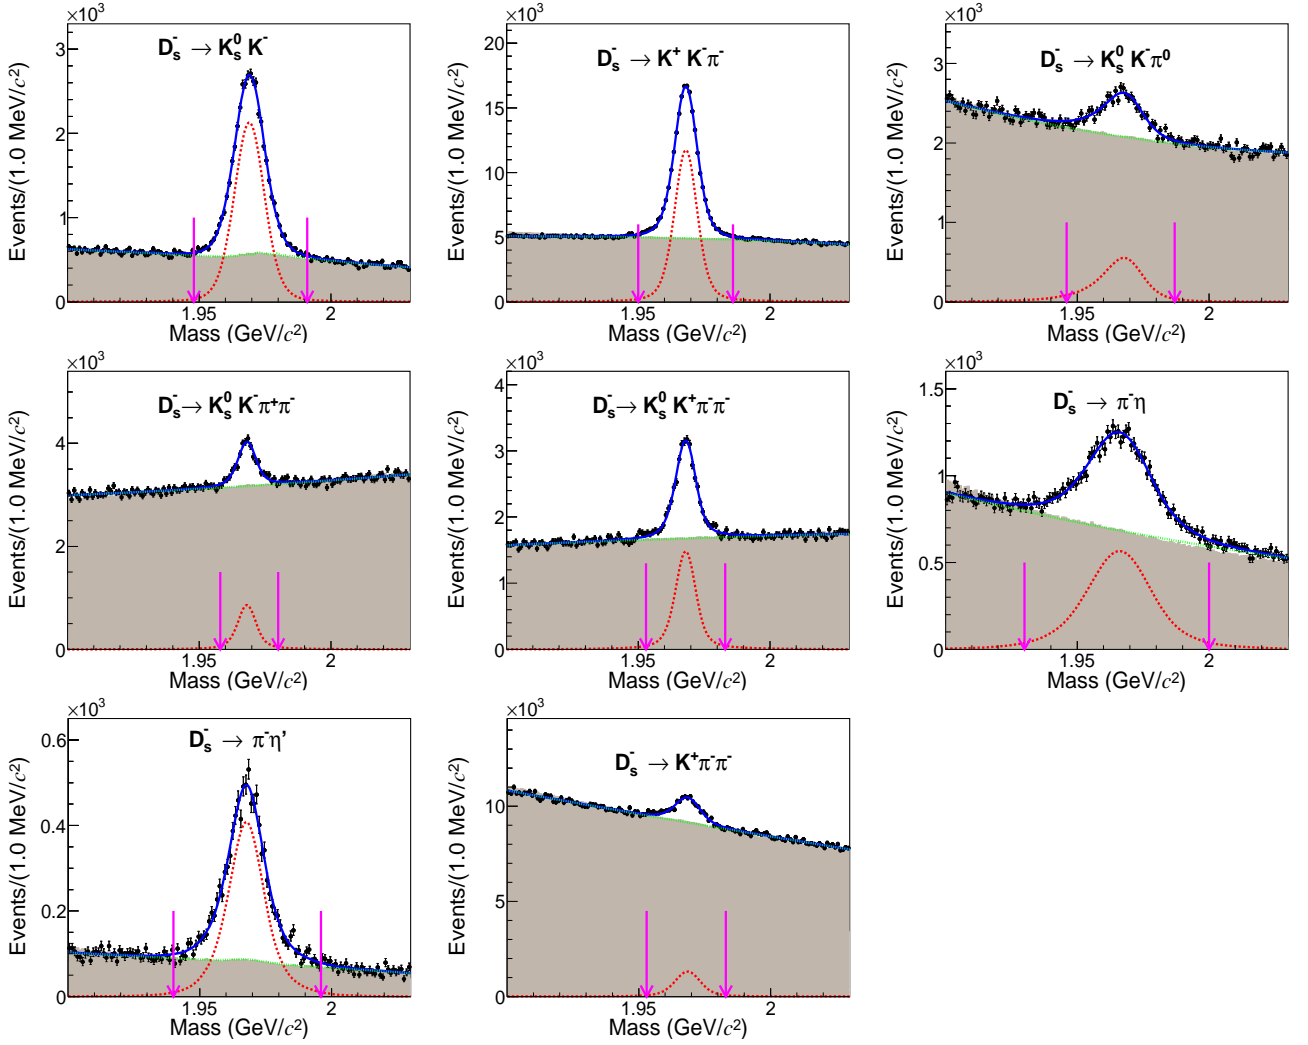 ×10³
D_s^- → K_s^0 K^-
Events/(1.0 MeV/c²)
3
2
1
0
1.95 2
Mass (GeV/c²)
×10³
D_s^- → K^+ K^- π^-
Events/(1.0 MeV/c²)
20
15
10
5
0
1.95 2
Mass (GeV/c²)
×10³
D_s^- → K_s^0 K^- π^0
Events/(1.0 MeV/c²)
3
2
1
0
1.95 2
Mass (GeV/c²)
×10³
D_s^- → K_s^0 K^- π^+ π^-
Events/(1.0 MeV/c²)
4
2
0
1.95 2
Mass (GeV/c²)
×10³
D_s^- → K_s^0 K^+ π^- π^-
Events/(1.0 MeV/c²)
4
3
2
1
0
1.95 2
Mass (GeV/c²)
×10³
D_s^- → π^- η
Events/(1.0 MeV/c²)
1.5
1
0.5
0
1.95 2
Mass (GeV/c²)
×10³
D_s^- → π^- η'
Events/(1.0 MeV/c²)
0.6
0.4
0.2
0
1.95 2
Mass (GeV/c²)
×10³
D_s^- → K^+ π^- π^-
Events/(1.0 MeV/c²)
10
5
0
1.95 2
Mass (GeV/c²)